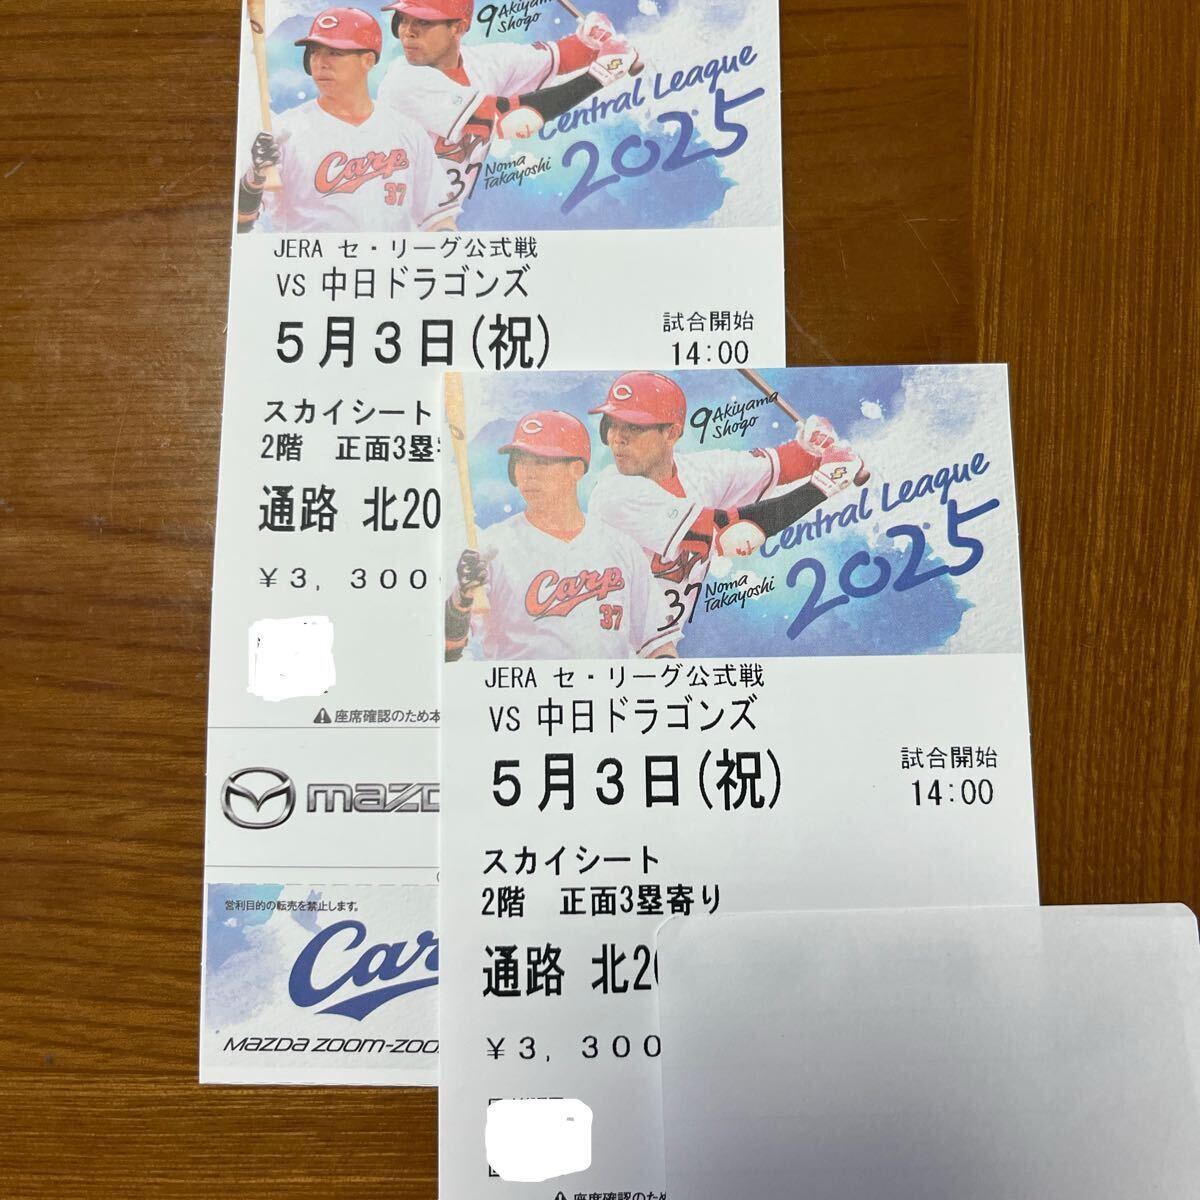 9 Akiyama
Shogo
Central League
2025
37 Noma
Takayoshi
Carp
37
JERA セ・リーグ公式戦
VS 中日ドラゴンズ
5月3日(祝)
試合開始
14:00
スカイシート
2階 正面3塁
通路 北20
¥3,300
座席確認のため本
mazd
営利目的の転売を禁止します。
Car
mazda zoom-zoo
9 Akiyama
Shogo
Central League
2025
37 Noma
Takayoshi
Carp
37
JERA セ・リーグ公式戦
VS 中日ドラゴンズ
5月3日(祝)
試合開始
14:00
スカイシート
2階 正面3塁寄り
通路 北20
¥3,300
座席確認のため